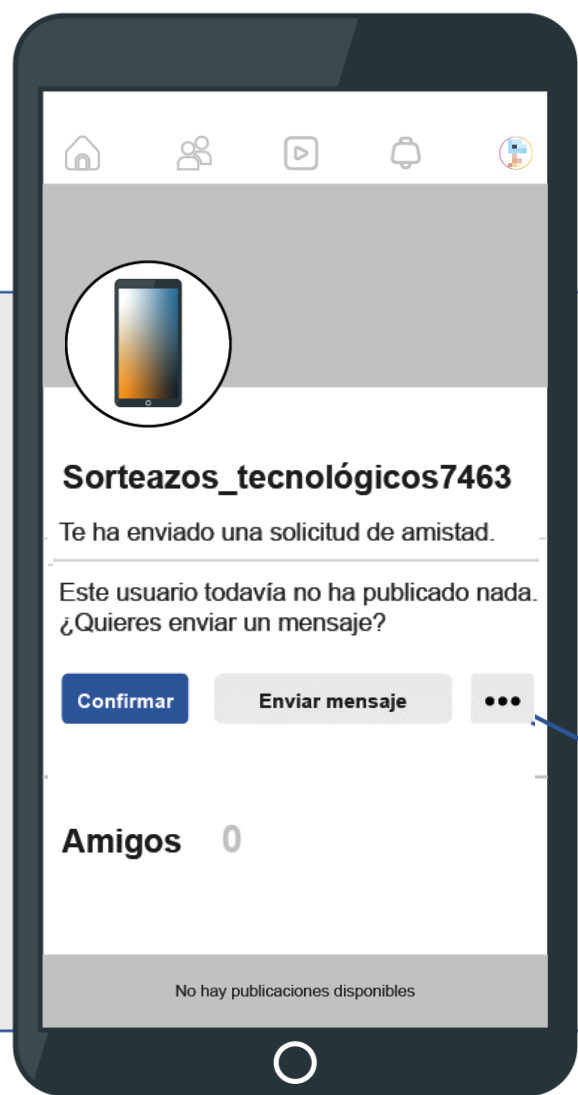 Sorteazos_tecnológicos7463
Te ha enviado una solicitud de amistad.
Este usuario todavía no ha publicado nada.
¿Quieres enviar un mensaje?
Confirmar
Enviar mensaje
Amigos 0
No hay publicaciones disponibles